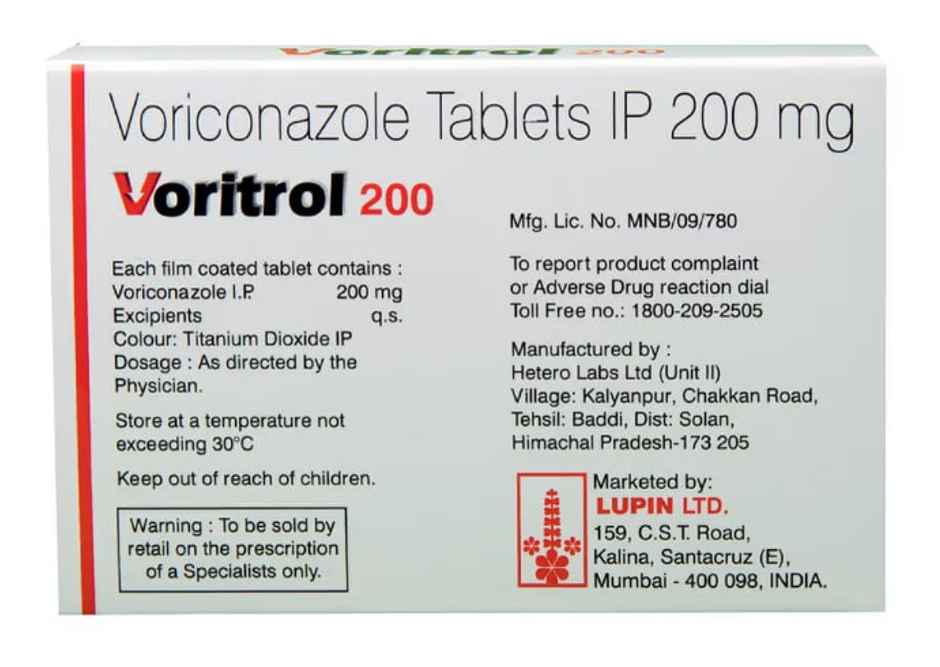 Voritrol 200
Voriconazole Tablets IP 200 mg
Voritrol 200
Each film coated tablet contains :
Voriconazole I.P. 200 mg
Excipients q.s.
Colour: Titanium Dioxide IP
Dosage : As directed by the
Physician.
Store at a temperature not
exceeding 30°C
Keep out of reach of children.
Warning : To be sold by
retail on the prescription
of a Specialists only.
Mfg. Lic. No. MNB/09/780
To report product complaint
or Adverse Drug reaction dial
Toll Free no.: 1800-209-2505
Manufactured by :
Hetero Labs Ltd (Unit II)
Village: Kalyanpur, Chakkan Road,
Tehsil: Baddi, Dist: Solan,
Himachal Pradesh-173 205
Marketed by:
LUPIN LTD.
159, C.S.T. Road,
Kalina, Santacruz (E),
Mumbai - 400 098, INDIA.